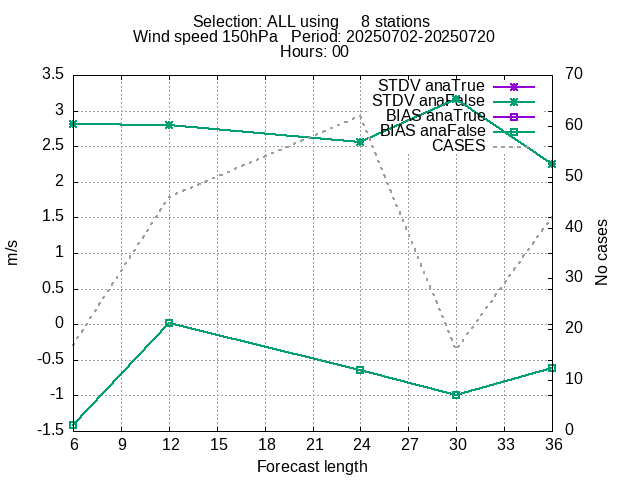 Selection: ALL using 8 stations
Wind speed 150hPa Period: 20250702-20250720
Hours: 00
STDV anaTrue
STDV anaFalse
BIAS anaTrue
BIAS anaFalse
CASES
3.5
3
2.5
2
1.5
1
0.5
0
-0.5
-1
-1.5
m/s
70
60
50
40
30
20
10
0
No cases
6 9 12 15 18 21 24 27 30 33 36
Forecast length